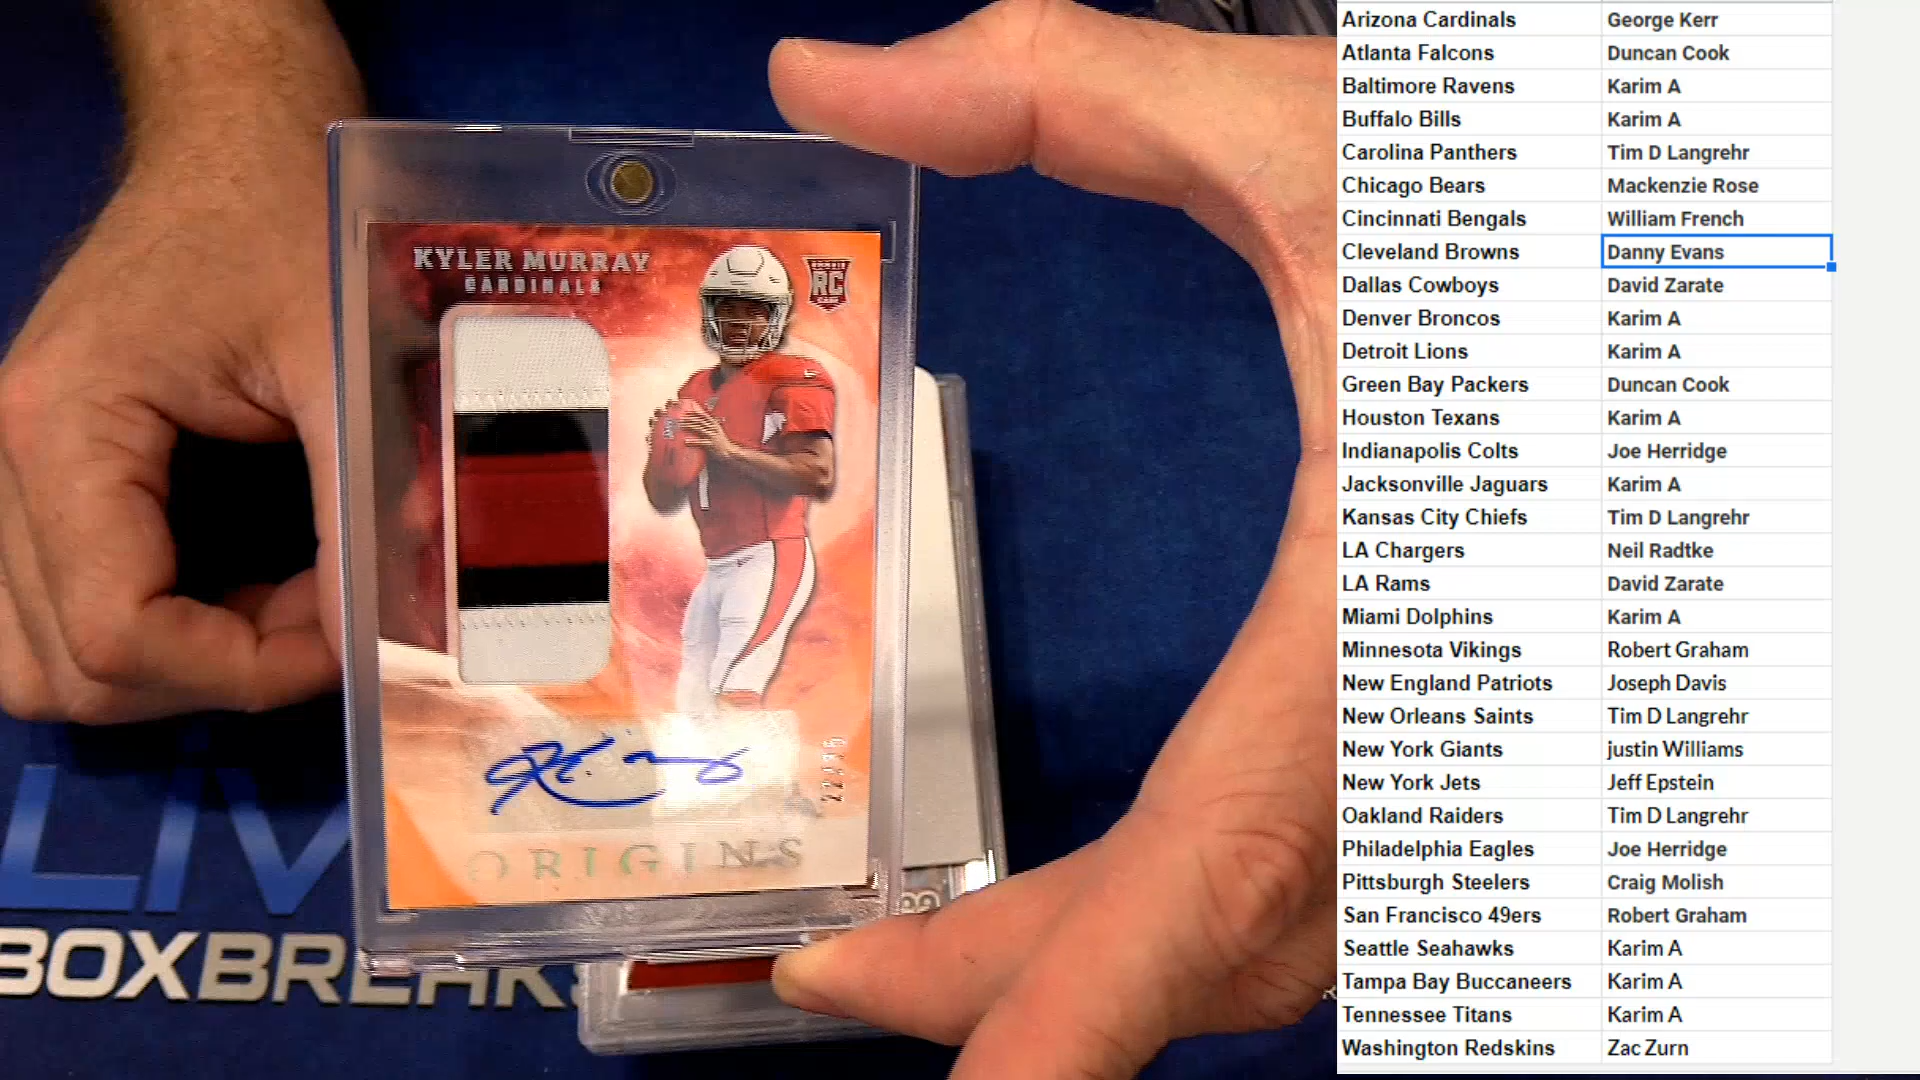 KYLER MURRAY
CARDINALS
RC
ORIGINS
LIV
BOXBREAK
Arizona Cardinals George Kerr
Atlanta Falcons Duncan Cook
Baltimore Ravens Karim A
Buffalo Bills Karim A
Carolina Panthers Tim D Langrehr
Chicago Bears Mackenzie Rose
Cincinnati Bengals William French
Cleveland Browns Danny Evans
Dallas Cowboys David Zarate
Denver Broncos Karim A
Detroit Lions Karim A
Green Bay Packers Duncan Cook
Houston Texans Karim A
Indianapolis Colts Joe Herridge
Jacksonville Jaguars Karim A
Kansas City Chiefs Tim D Langrehr
LA Chargers Neil Radtke
LA Rams David Zarate
Miami Dolphins Karim A
Minnesota Vikings Robert Graham
New England Patriots Joseph Davis
New Orleans Saints Tim D Langrehr
New York Giants justin Williams
New York Jets Jeff Epstein
Oakland Raiders Tim D Langrehr
Philadelphia Eagles Joe Herridge
Pittsburgh Steelers Craig Molish
San Francisco 49ers Robert Graham
Seattle Seahawks Karim A
Tampa Bay Buccaneers Karim A
Tennessee Titans Karim A
Washington Redskins Zac Zurn